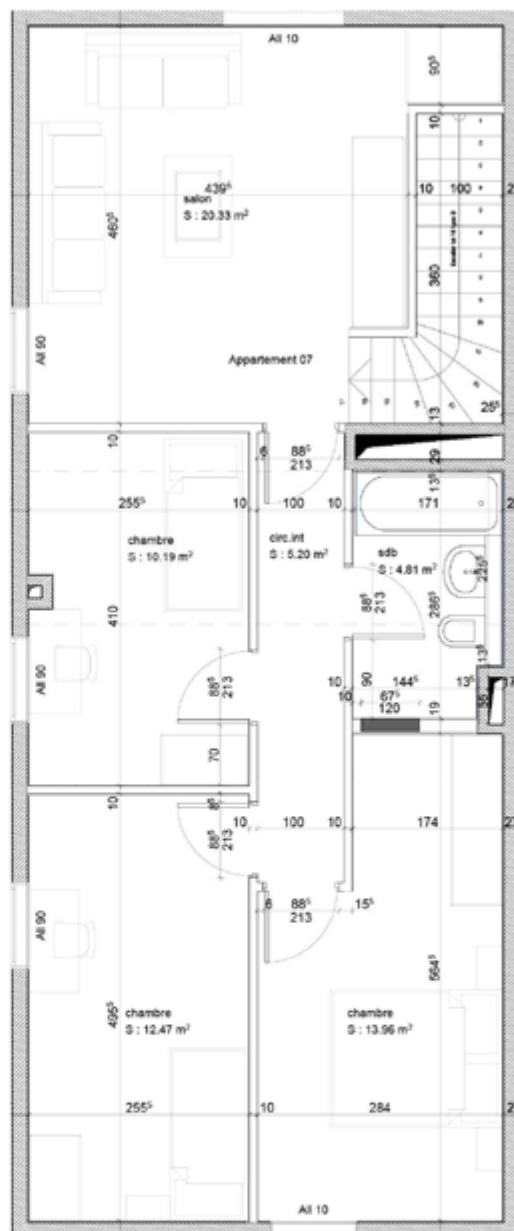 All 10
90⁵
10
439⁵
10 100
salon
S : 20.33 m²
460⁵
360
All 90
Appartement 07
25⁵
13
10
88⁵
213
29
13⁵
255⁵
10 100 10 171
chambre
S : 10.19 m²
circ.int
S : 5.20 m²
sdb
S : 4.81 m²
88⁵
213
286⁵
410
All 90
88⁵
213
10
90
144⁵
13⁵
10
67⁵
120
13⁵
55
19
70
10
88⁵
213
10 100 10 174
6 88⁵ 15⁵
213
All 90
564⁵
495⁵
chambre
S : 12.47 m²
chambre
S : 13.96 m²
255⁵
10
284
All 10